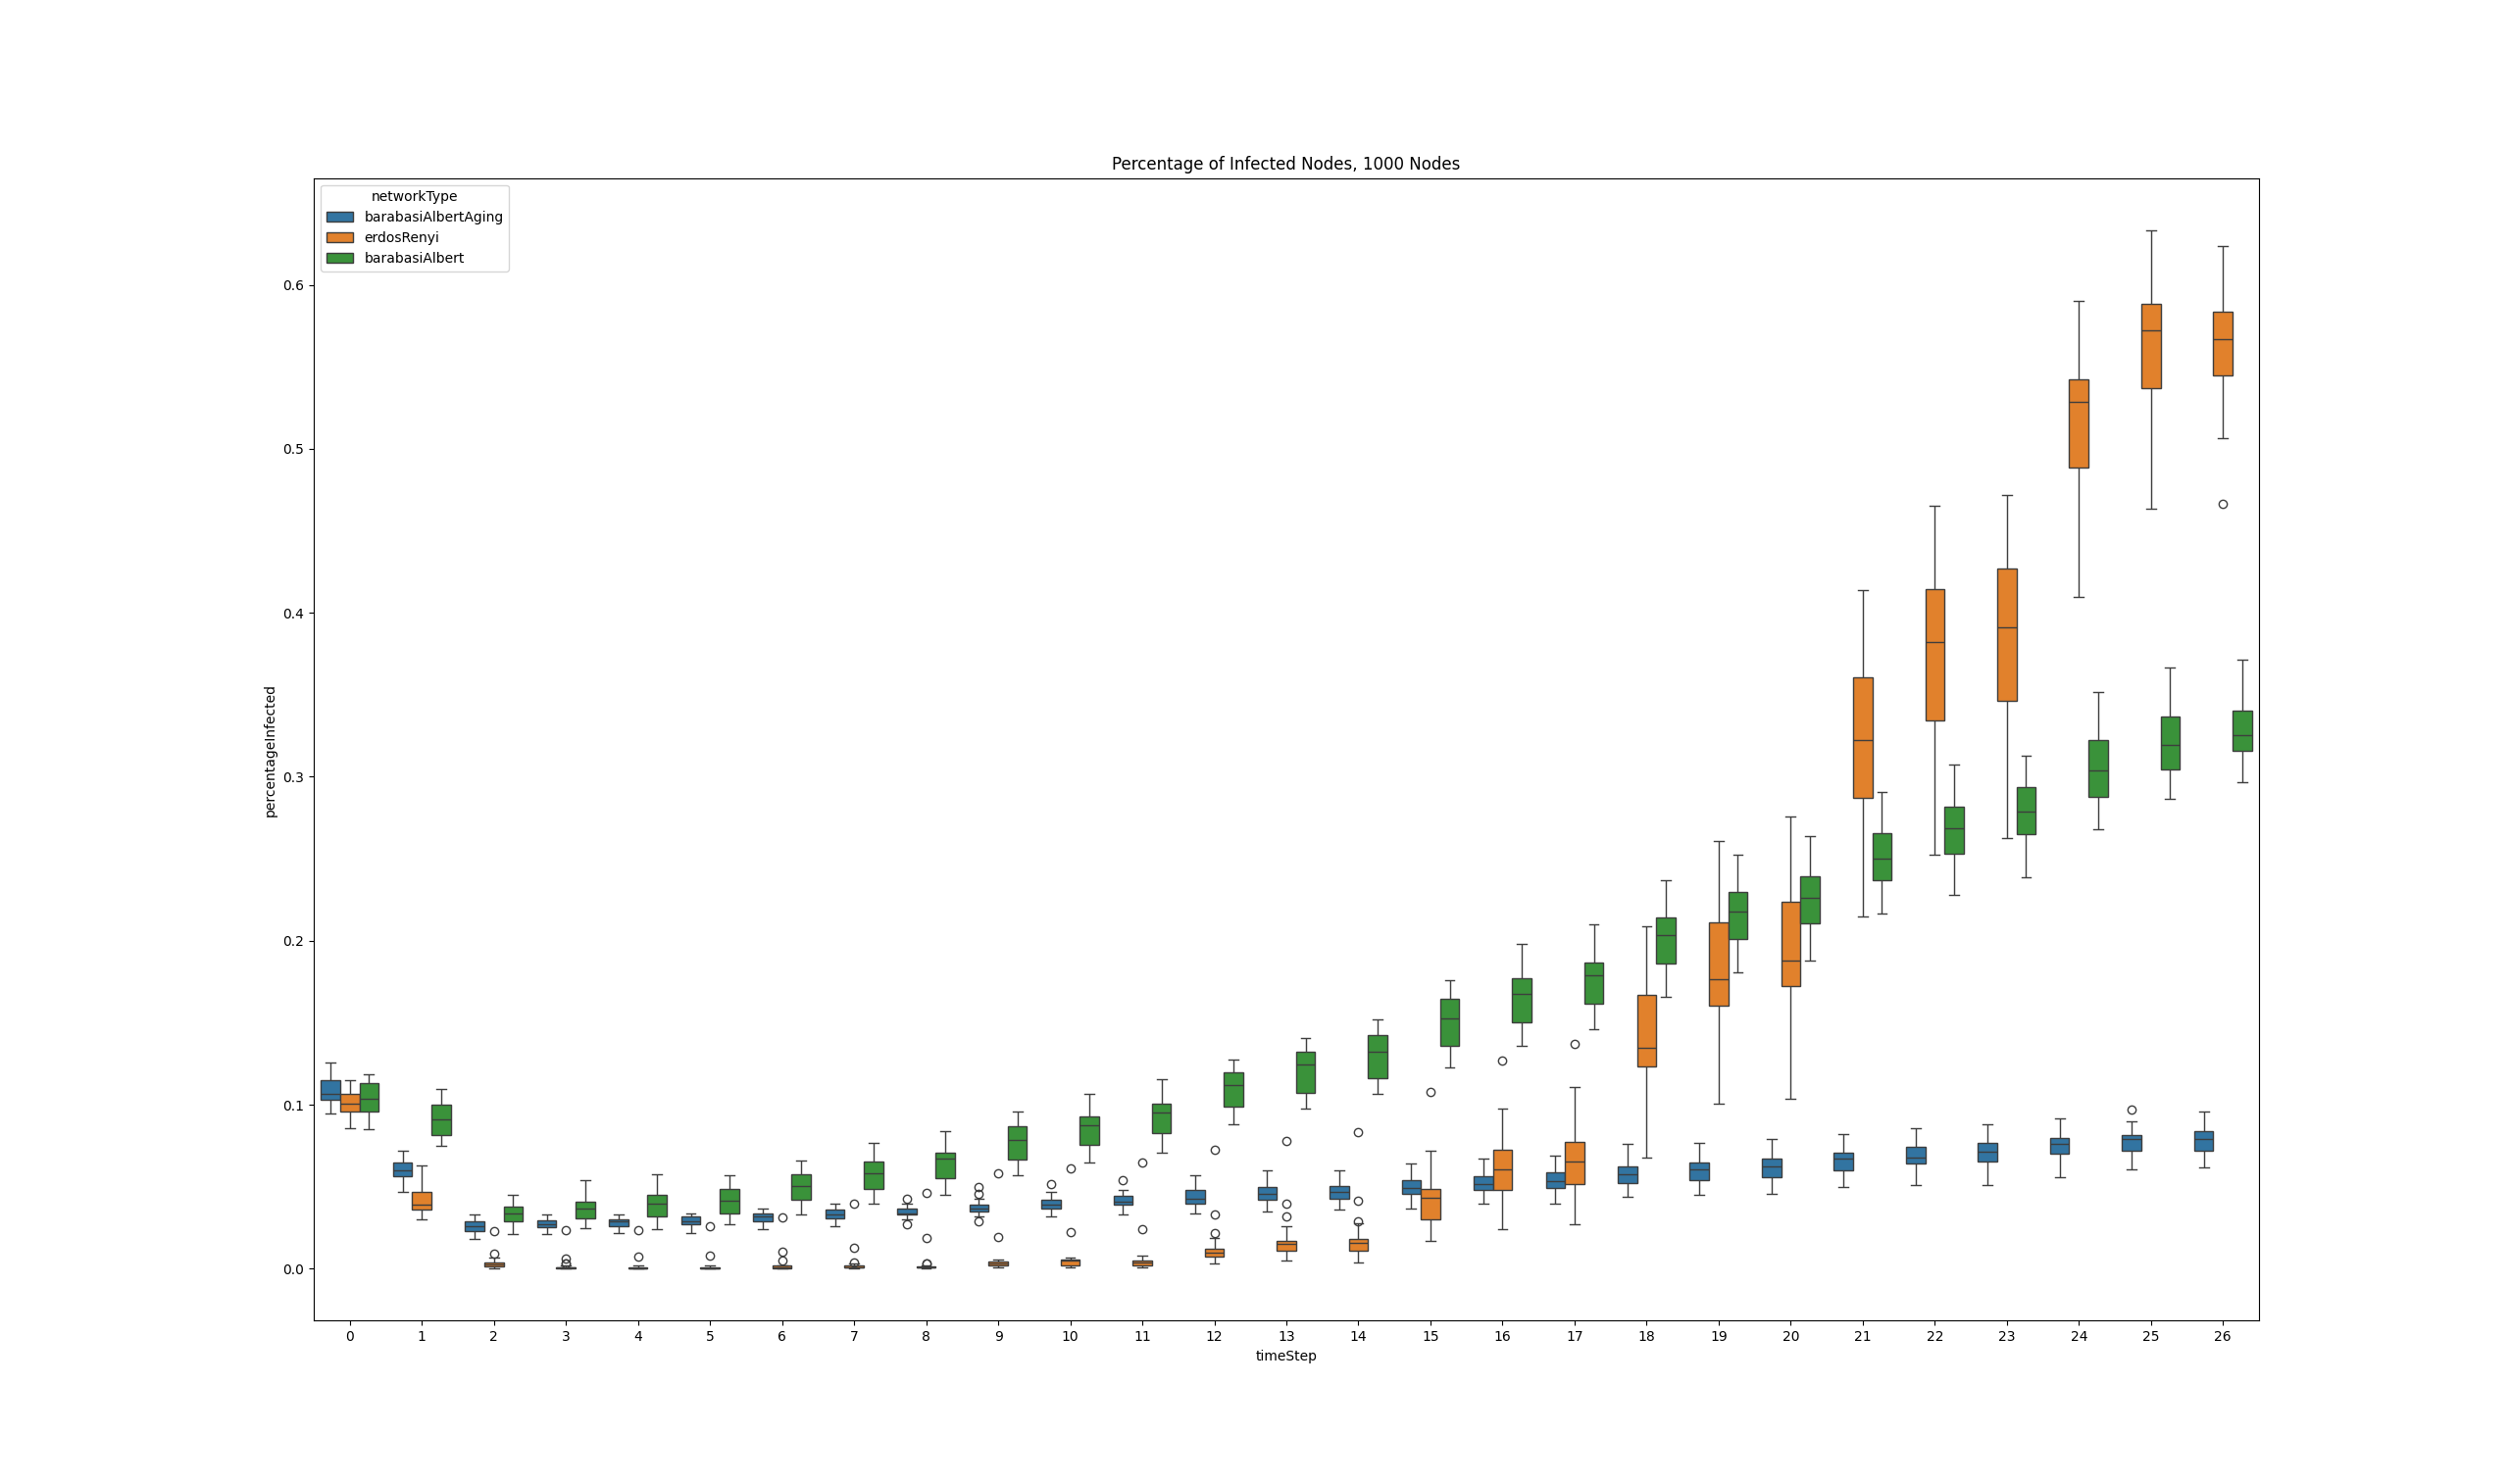 Percentage of Infected Nodes, 1000 Nodes
networkType
barabasiAlbertAging
erdosRenyi
barabasiAlbert
0.6
0.5
0.4
0.3
0.2
0.1
0.0
percentageInfected
0 1 2 3 4 5 6 7 8 9 10 11 12 13 14 15 16 17 18 19 20 21 22 23 24 25 26
timeStep